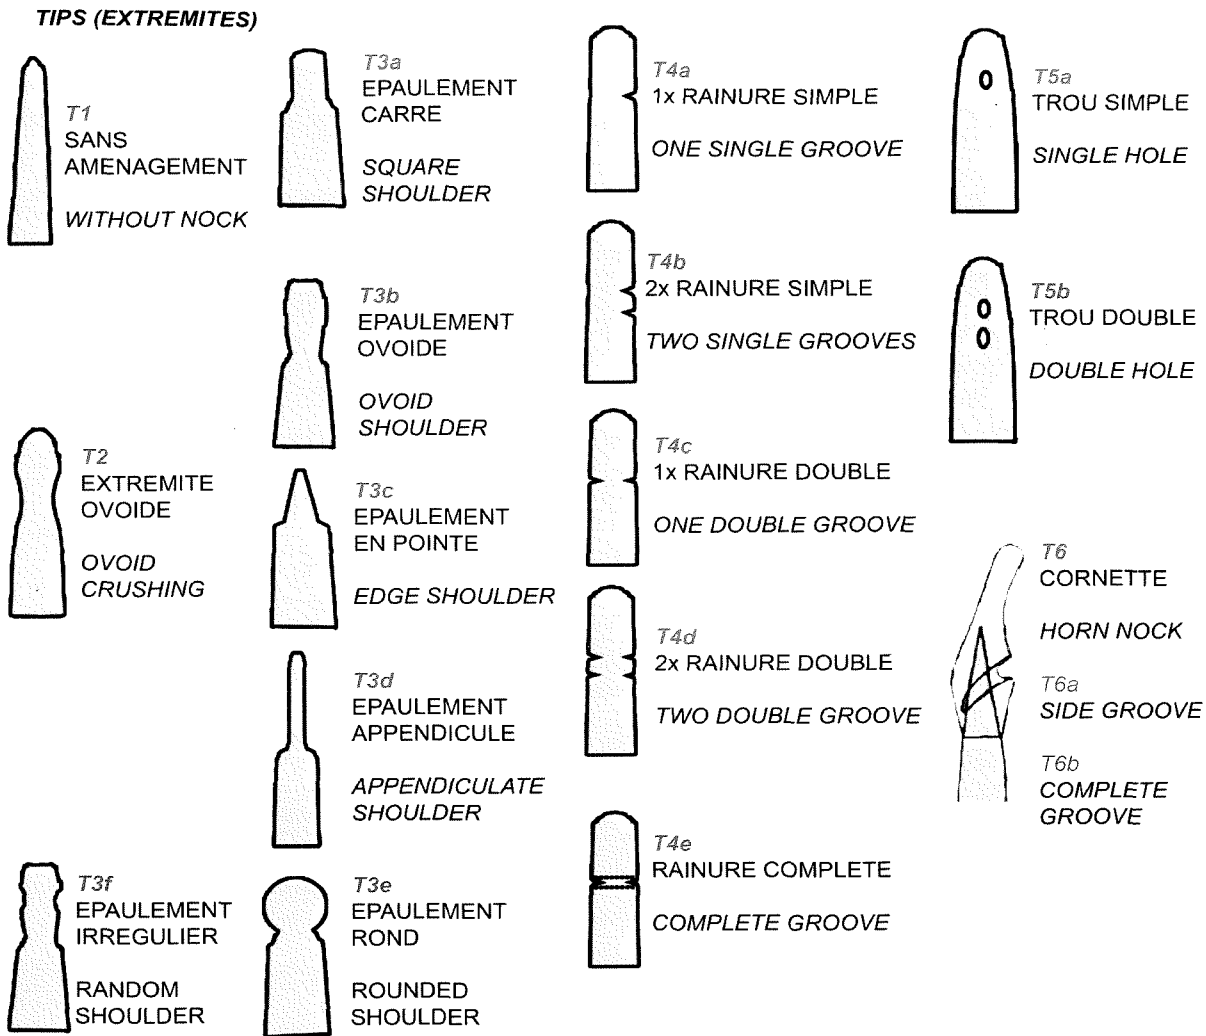 TIPS (EXTREMITES)
T1
SANS
AMENAGEMENT
WITHOUT NOCK
T2
EXTREMITE
OVOIDE
OVOID
CRUSHING
T3a
EPAULEMENT
CARRE
SQUARE
SHOULDER
T3b
EPAULEMENT
OVOIDE
OVOID
SHOULDER
T3c
EPAULEMENT
EN POINTE
EDGE SHOULDER
T3d
EPAULEMENT
APPENDICULE
APPENDICULATE
SHOULDER
T3f
EPAULEMENT
IRREGULIER
RANDOM
SHOULDER
T3e
EPAULEMENT
ROND
ROUNDED
SHOULDER
T4a
1x RAINURE SIMPLE
ONE SINGLE GROOVE
T4b
2x RAINURE SIMPLE
TWO SINGLE GROOVES
T4c
1x RAINURE DOUBLE
ONE DOUBLE GROOVE
T4d
2x RAINURE DOUBLE
TWO DOUBLE GROOVE
T4e
RAINURE COMPLETE
COMPLETE GROOVE
T5a
TROU SIMPLE
SINGLE HOLE
T5b
TROU DOUBLE
DOUBLE HOLE
T6
CORNETTE
HORN NOCK
T6a
SIDE GROOVE
T6b
COMPLETE
GROOVE